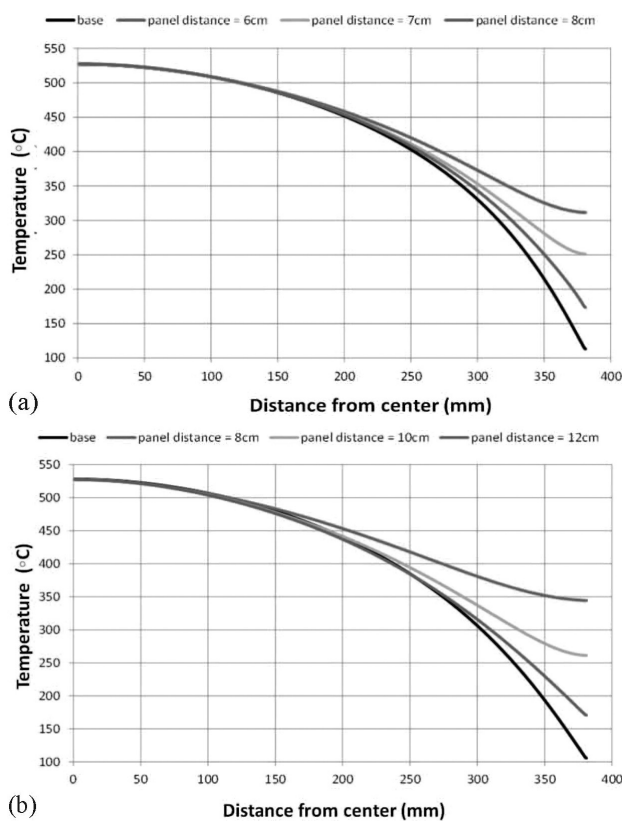 base panel distance = 6cm panel distance = 7cm panel distance = 8cm
550
500
450
400
350
300
250
200
150
100
Temperature (°C)
0 50 100 150 200 250 300 350 400
Distance from center (mm)
(a)
base panel distance = 8cm panel distance = 10cm panel distance = 12cm
550
500
450
400
350
300
250
200
150
100
Temperature (°C)
0 50 100 150 200 250 300 350 400
Distance from center (mm)
(b)